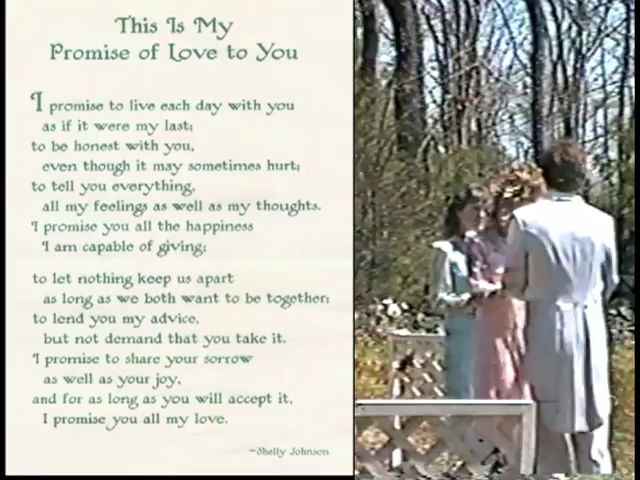 This Is My
Promise of Love to You
I promise to live each day with you
as if it were my last;
to be honest with you,
even though it may sometimes hurt;
to tell you everything,
all my feelings as well as my thoughts.
I promise you all the happiness
I am capable of giving;
to let nothing keep us apart
as long as we both want to be together;
to lend you my advice,
but not demand that you take it.
I promise to share your sorrow
as well as your joy,
and for as long as you will accept it,
I promise you all my love.
~Shelly Johnson